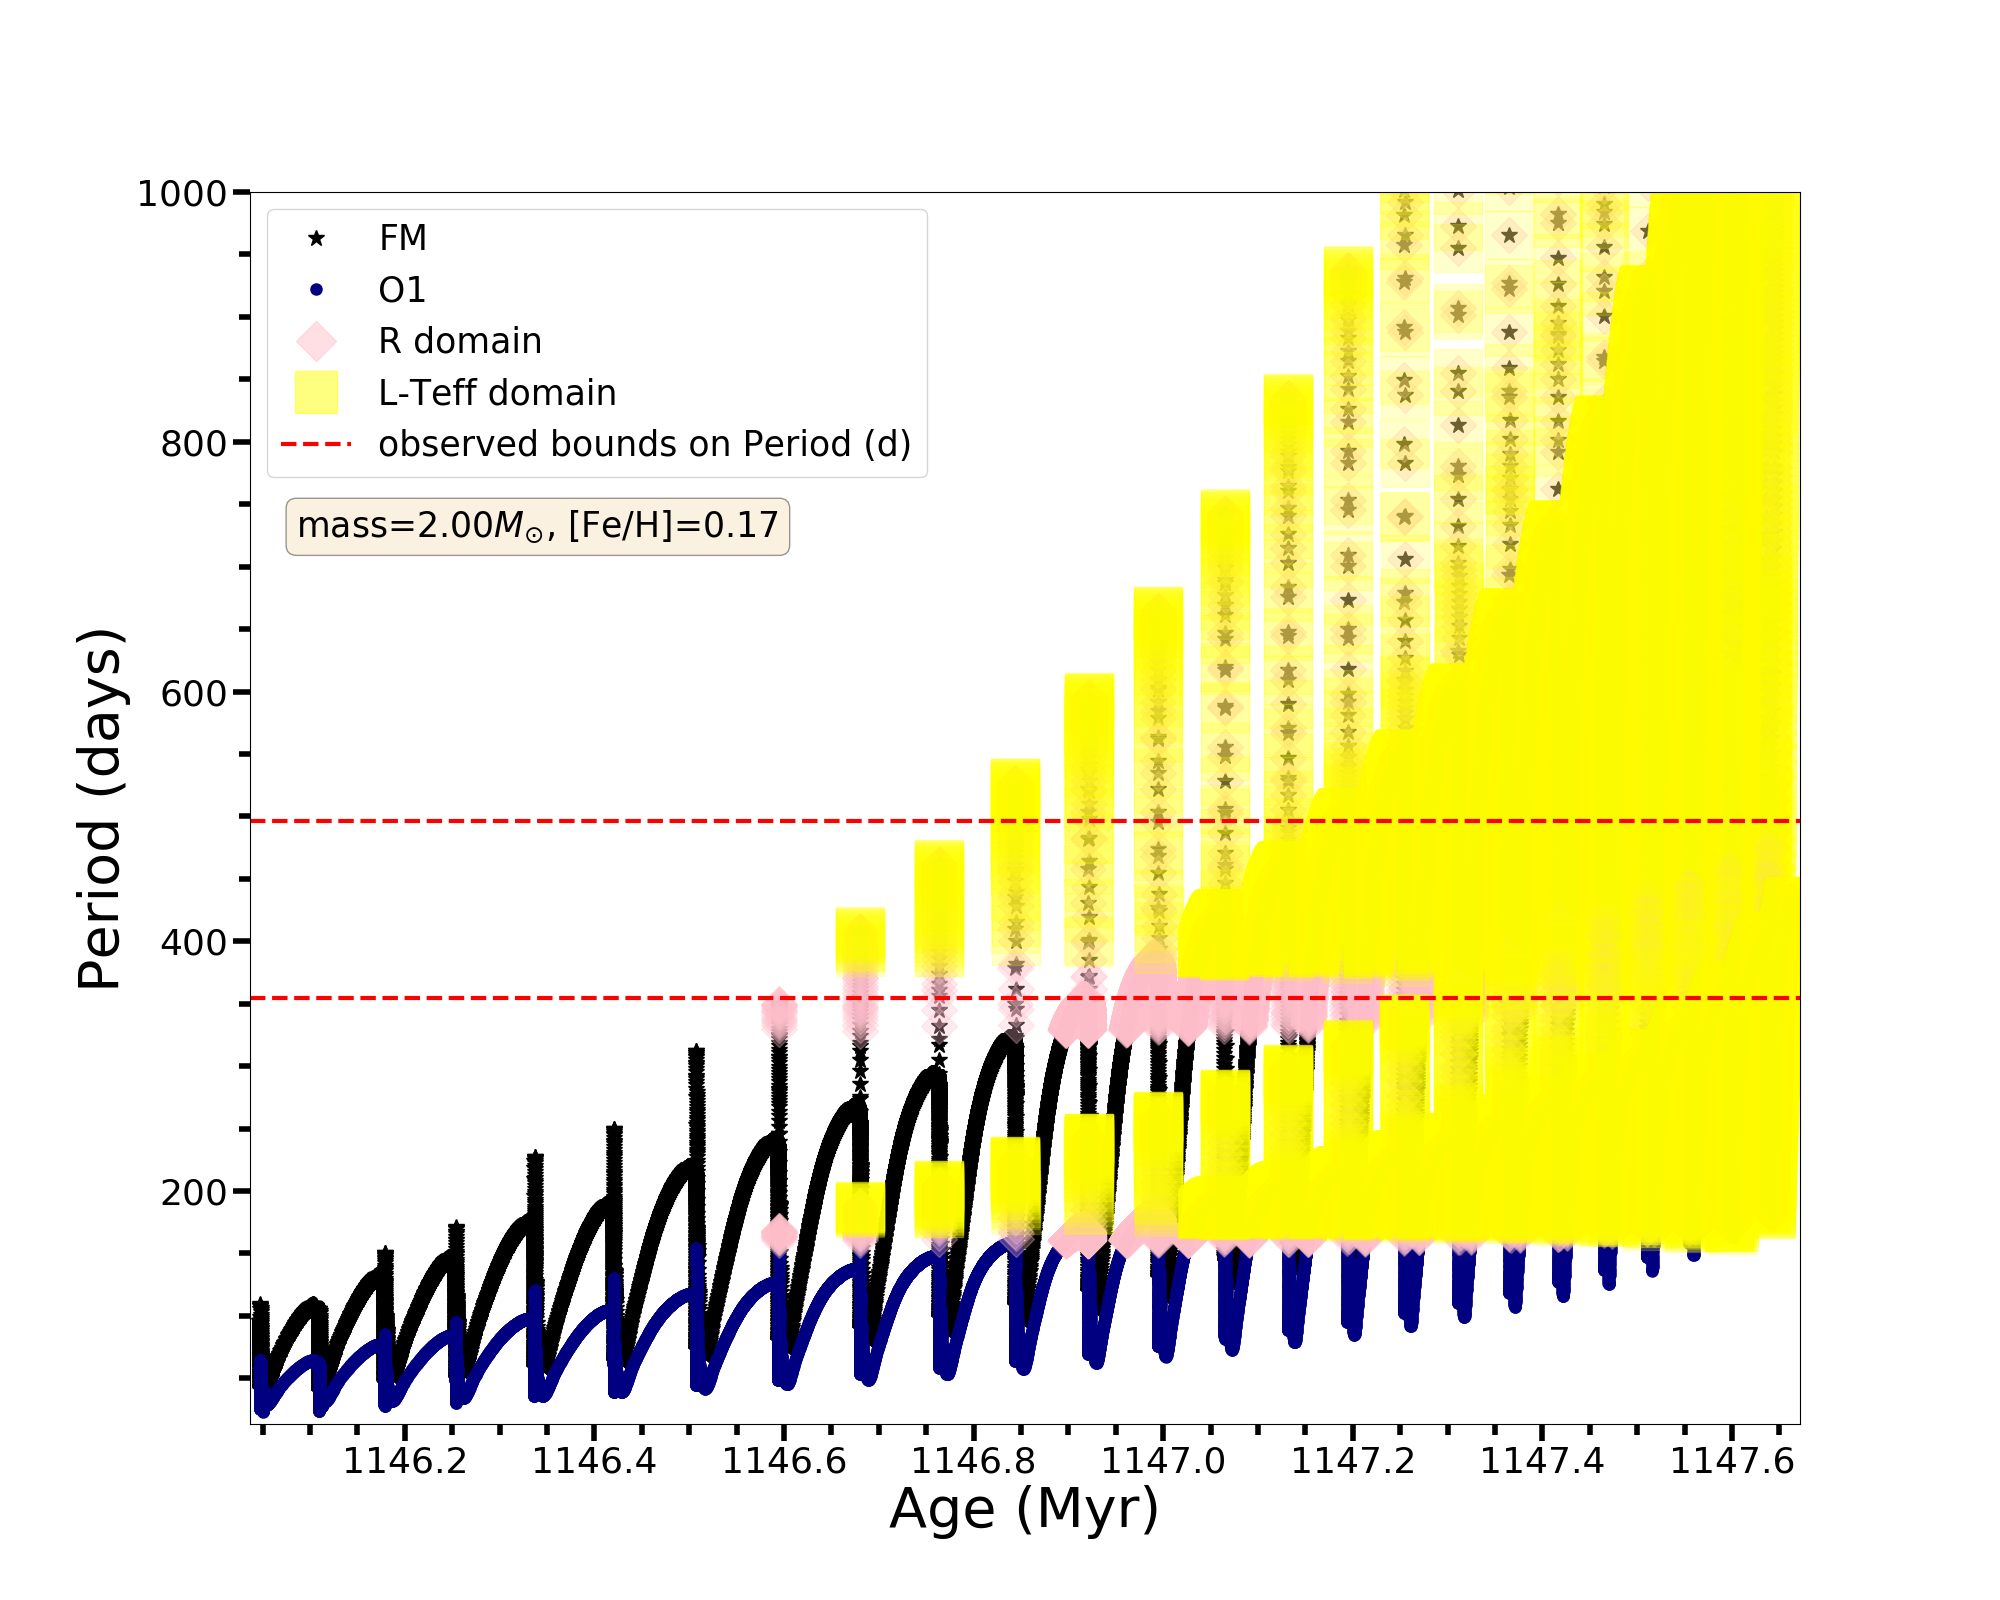 1000
800
600
400
200
Period (days)
FM
O1
R domain
L-Teff domain
observed bounds on Period (d)
mass=2.00M⊙, [Fe/H]=0.17
1146.2 1146.4 1146.6 1146.8 1147.0 1147.2 1147.4 1147.6
Age (Myr)